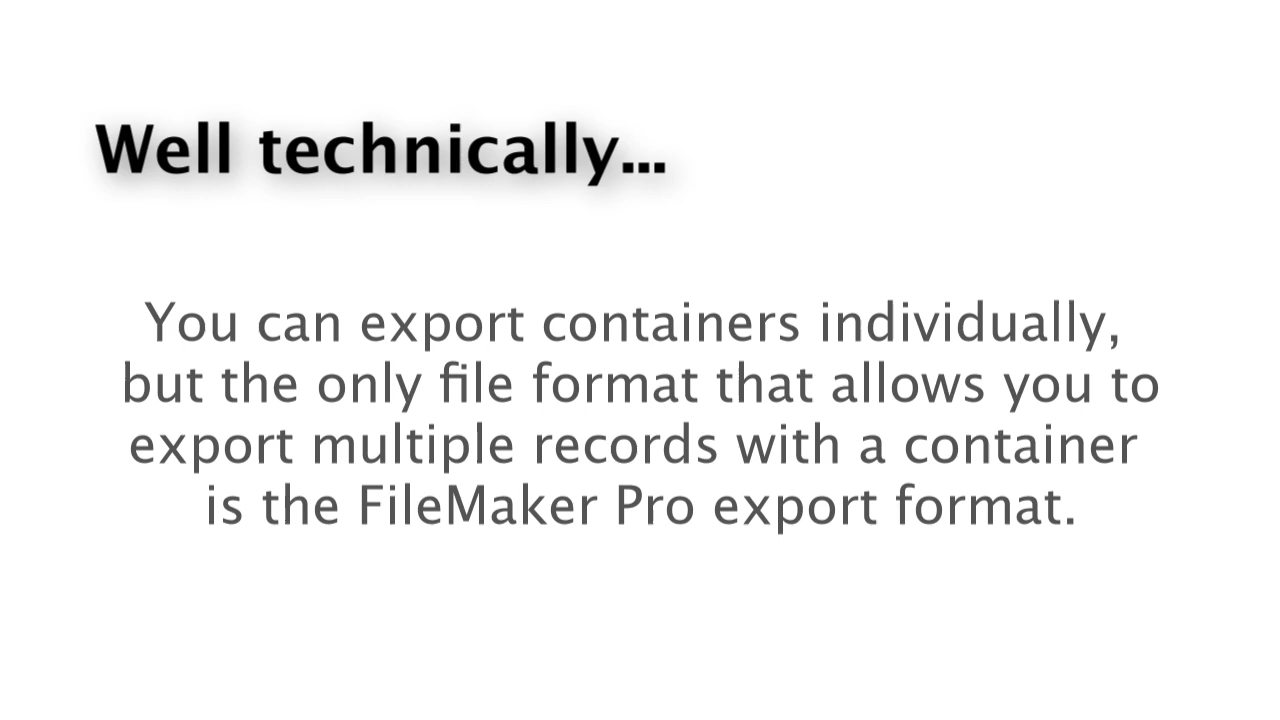 Well technically...
You can export containers individually,
but the only file format that allows you to
export multiple records with a container
is the FileMaker Pro export format.